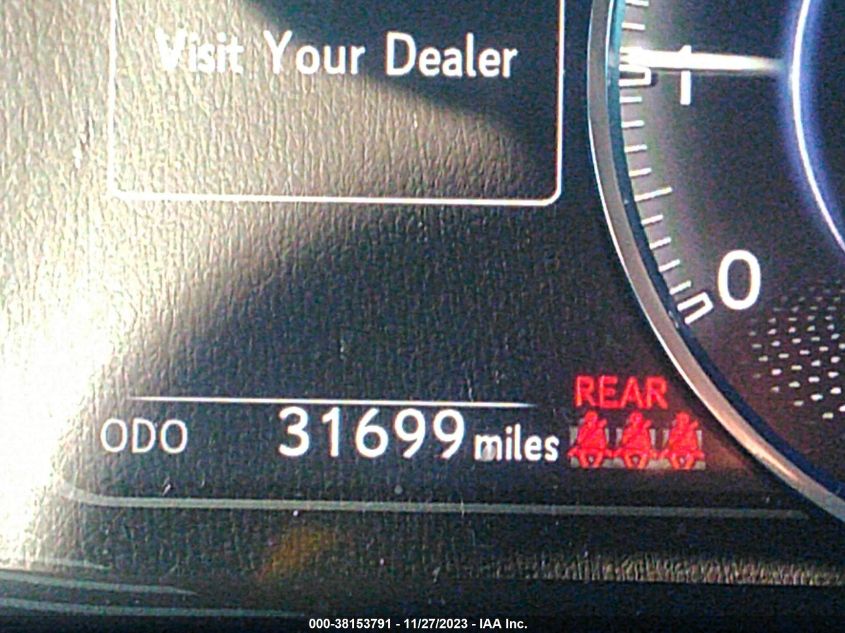 Visit Your Dealer
1
0
REAR
ODO 31699 miles
000-38153791 - 11/27/2023 - IAA Inc.